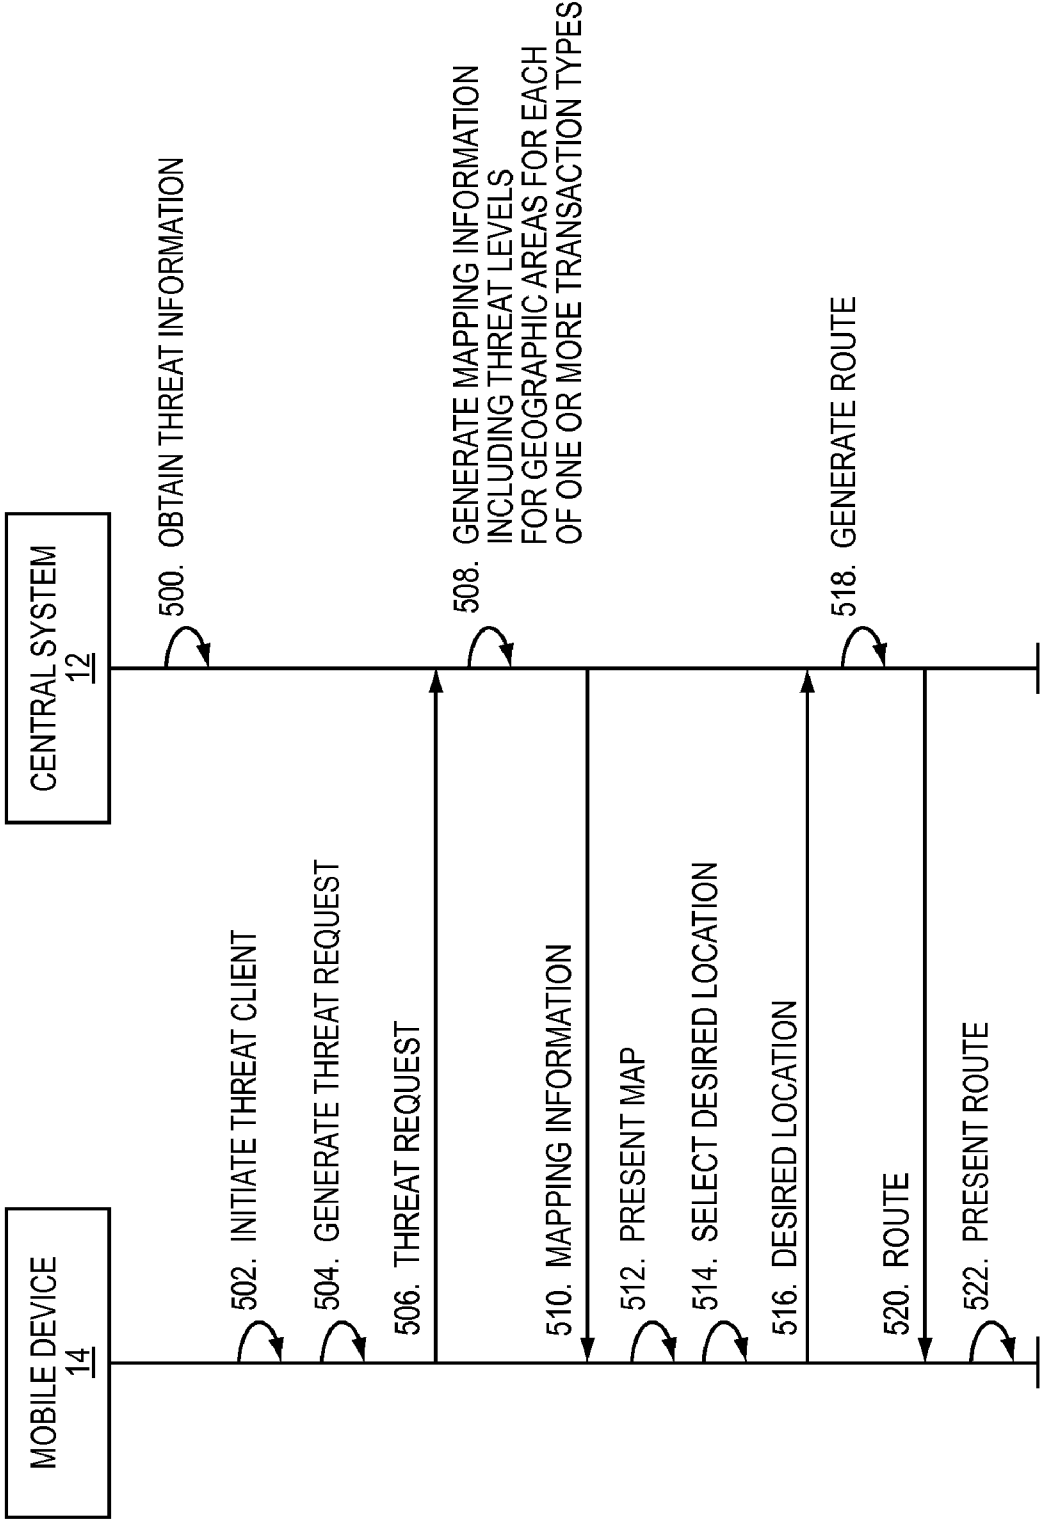 MOBILE DEVICE
14
CENTRAL SYSTEM
12
500. OBTAIN THREAT INFORMATION
502. INITIATE THREAT CLIENT
504. GENERATE THREAT REQUEST
506. THREAT REQUEST
508. GENERATE MAPPING INFORMATION
INCLUDING THREAT LEVELS
FOR GEOGRAPHIC AREAS FOR EACH
OF ONE OR MORE TRANSACTION TYPES
510. MAPPING INFORMATION
512. PRESENT MAP
514. SELECT DESIRED LOCATION
516. DESIRED LOCATION
518. GENERATE ROUTE
520. ROUTE
522. PRESENT ROUTE